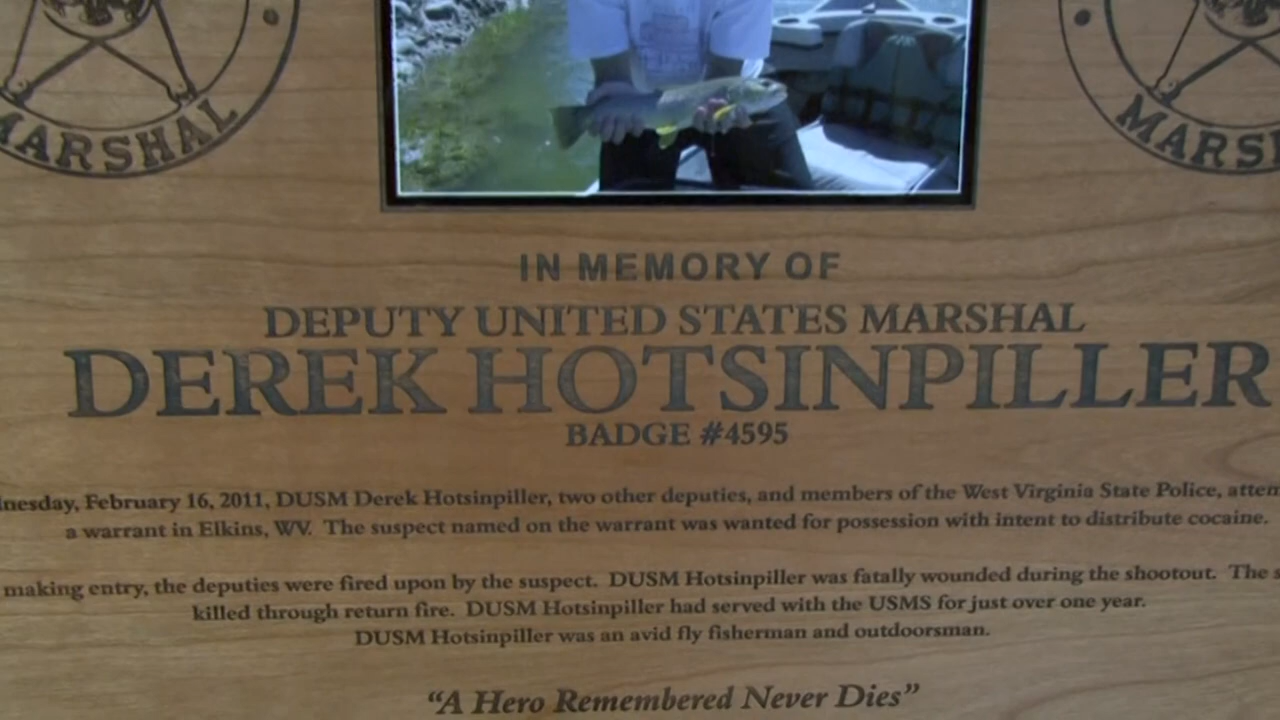 MARSHAL
IN MEMORY OF
DEPUTY UNITED STATES MARSHAL
DEREK HOTSINPILLER
BADGE #4595
February 16, 2011, DUSM Derek Hotsinpiller, two other deputies, and members of the West Virginia State Police,
a warrant in Elkins, WV. The suspect named on the warrant was wanted for possession with intent to distribute cocaine.
making entry, the deputies were fired upon by the suspect. DUSM Hotsinpiller was fatally wounded during the shootout. The
killed through return fire. DUSM Hotsinpiller had served with the USMS for just over one year.
DUSM Hotsinpiller was an avid fly fisherman and outdoorsman.
“A Hero Remembered Never Dies”